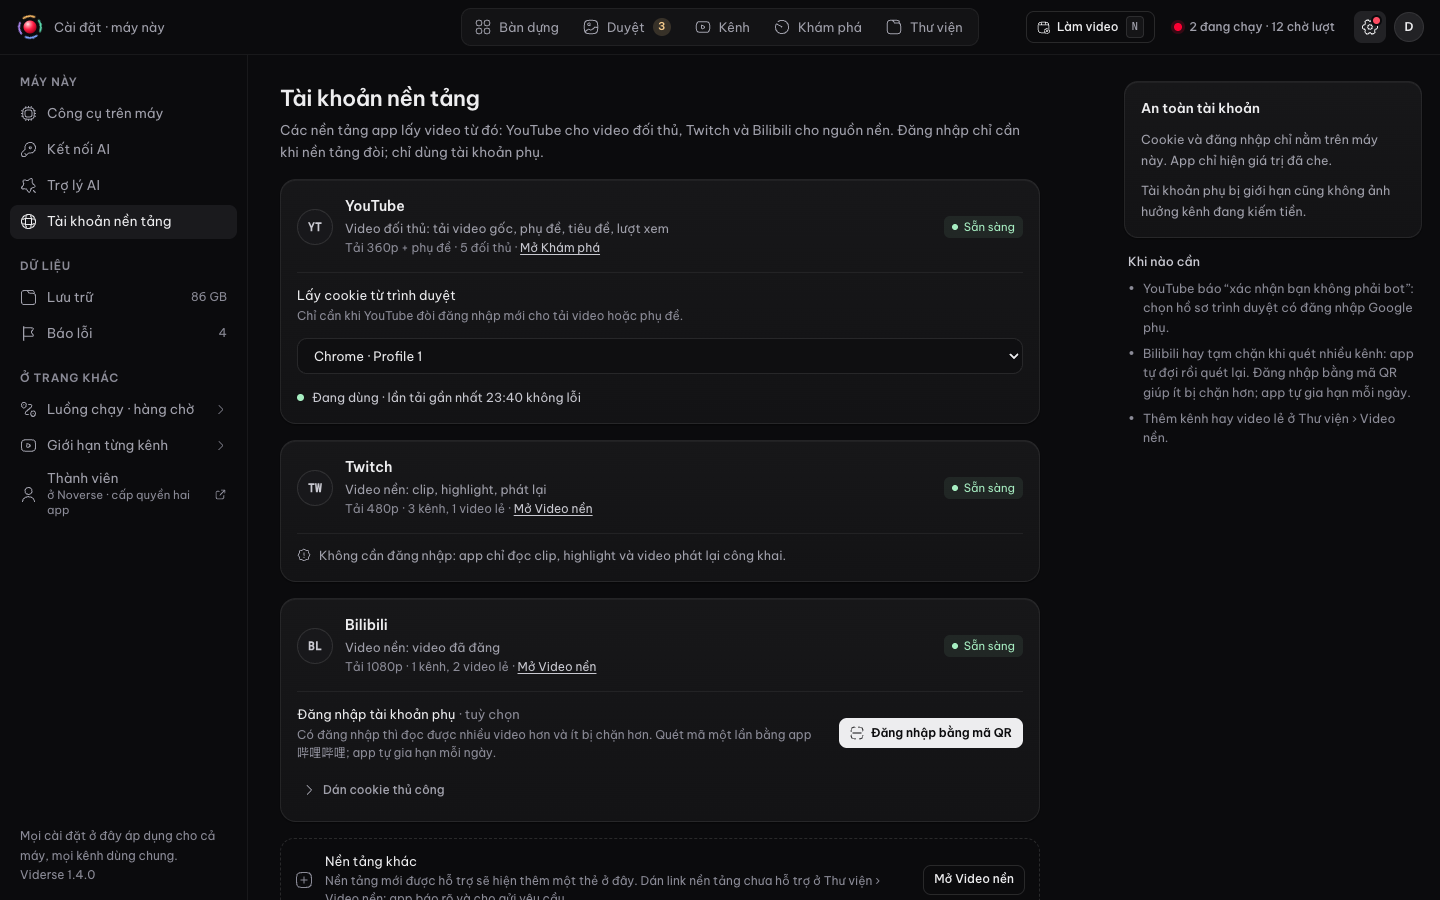 Cài đặt · máy này
Bàn dựng
Duyệt 3
Kênh
Khám phá
Thư viện
Làm video N
2 đang chạy · 12 chờ lượt
D
MÁY NÀY
Công cụ trên máy
Kết nối AI
Trợ lý AI
Tài khoản nền tảng
DỮ LIỆU
Lưu trữ 86 GB
Báo lỗi 4
Ở TRANG KHÁC
Luồng chạy · hàng chờ
Giới hạn từng kênh
Thành viên
ở Noverse · cấp quyền hai
app
Mọi cài đặt ở đây áp dụng cho cả
máy, mọi kênh dùng chung.
Viderse 1.4.0
Tài khoản nền tảng
Các nền tảng app lấy video từ đó: YouTube cho video đối thủ, Twitch và Bilibili cho nguồn nền. Đăng nhập chỉ cần
khi nền tảng đòi; chỉ dùng tài khoản phụ.
YT
YouTube
Video đối thủ: tải video gốc, phụ đề, tiêu đề, lượt xem
Tải 360p + phụ đề · 5 đối thủ · Mở Khám phá
Sẵn sàng
Lấy cookie từ trình duyệt
Chỉ cần khi YouTube đòi đăng nhập mới cho tải video hoặc phụ đề.
Chrome · Profile 1
Đang dùng · lần tải gần nhất 23:40 không lỗi
TW
Twitch
Video nền: clip, highlight, phát lại
Tải 480p · 3 kênh, 1 video lẻ · Mở Video nền
Sẵn sàng
Không cần đăng nhập: app chỉ đọc clip, highlight và video phát lại công khai.
BL
Bilibili
Video nền: video đã đăng
Tải 1080p · 1 kênh, 2 video lẻ · Mở Video nền
Sẵn sàng
Đăng nhập tài khoản phụ · tuỳ chọn
Có đăng nhập thì đọc được nhiều video hơn và ít bị chặn hơn. Quét mã một lần bằng app
哔哩哔哩; app tự gia hạn mỗi ngày.
Đăng nhập bằng mã QR
Dán cookie thủ công
Nền tảng khác
Nền tảng mới được hỗ trợ sẽ hiện thêm một thẻ ở đây. Dán link nền tảng chưa hỗ trợ ở Thư viện ›
Video nền: app báo rõ và cho gửi yêu cầu.
Mở Video nền
An toàn tài khoản
Cookie và đăng nhập chỉ nằm trên máy
này. App chỉ hiện giá trị đã che.
Tài khoản phụ bị giới hạn cũng không ảnh
hưởng kênh đang kiếm tiền.
Khi nào cần
• YouTube báo “xác nhận bạn không phải bot”:
chọn hồ sơ trình duyệt có đăng nhập Google
phụ.
• Bilibili hay tạm chặn khi quét nhiều kênh: app
tự đợi rồi quét lại. Đăng nhập bằng mã QR
giúp ít bị chặn hơn; app tự gia hạn mỗi ngày.
• Thêm kênh hay video lẻ ở Thư viện › Video
nền.